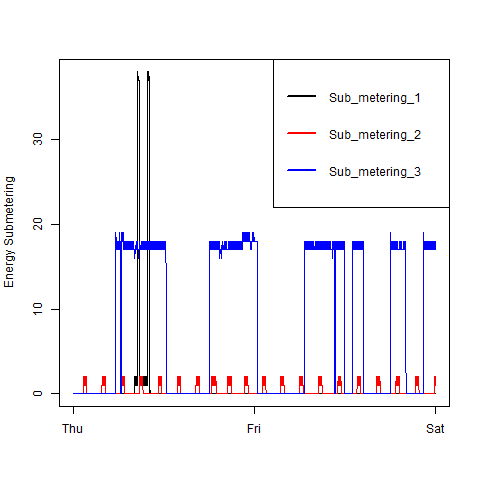 Sub_metering_1
Sub_metering_2
Sub_metering_3
Energy Submetering
30
20
10
0
Thu Fri Sat